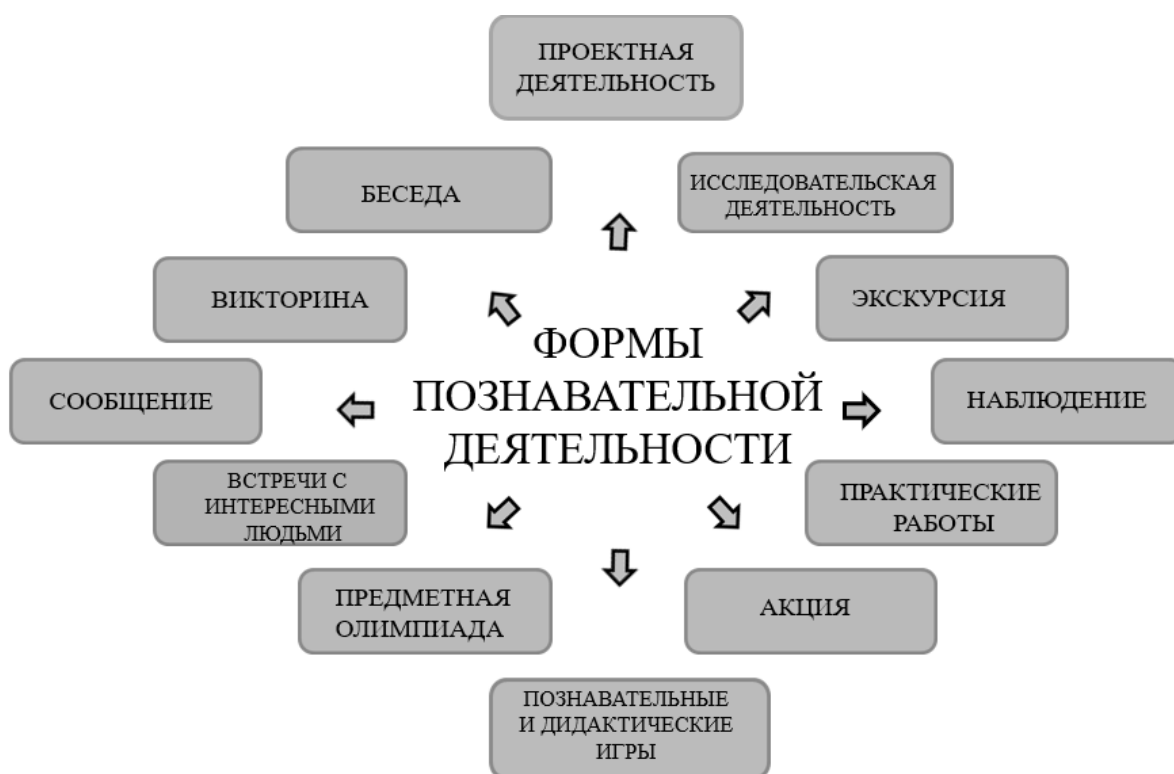 ПРОЕКТНАЯ
ДЕЯТЕЛЬНОСТЬ
БЕСЕДА
ИССЛЕДОВАТЕЛЬСКАЯ
ДЕЯТЕЛЬНОСТЬ
ВИКТОРИНА
ЭКСКУРСИЯ
ФОРМЫ
ПОЗНАВАТЕЛЬНОЙ
ДЕЯТЕЛЬНОСТИ
СООБЩЕНИЕ
НАБЛЮДЕНИЕ
ВСТРЕЧИ С
ИНТЕРЕСНЫМИ
ЛЮДЬМИ
ПРАКТИЧЕСКИЕ
РАБОТЫ
ПРЕДМЕТНАЯ
ОЛИМПИАДА
АКЦИЯ
ПОЗНАВАТЕЛЬНЫЕ
И ДИДАКТИЧЕСКИЕ
ИГРЫ